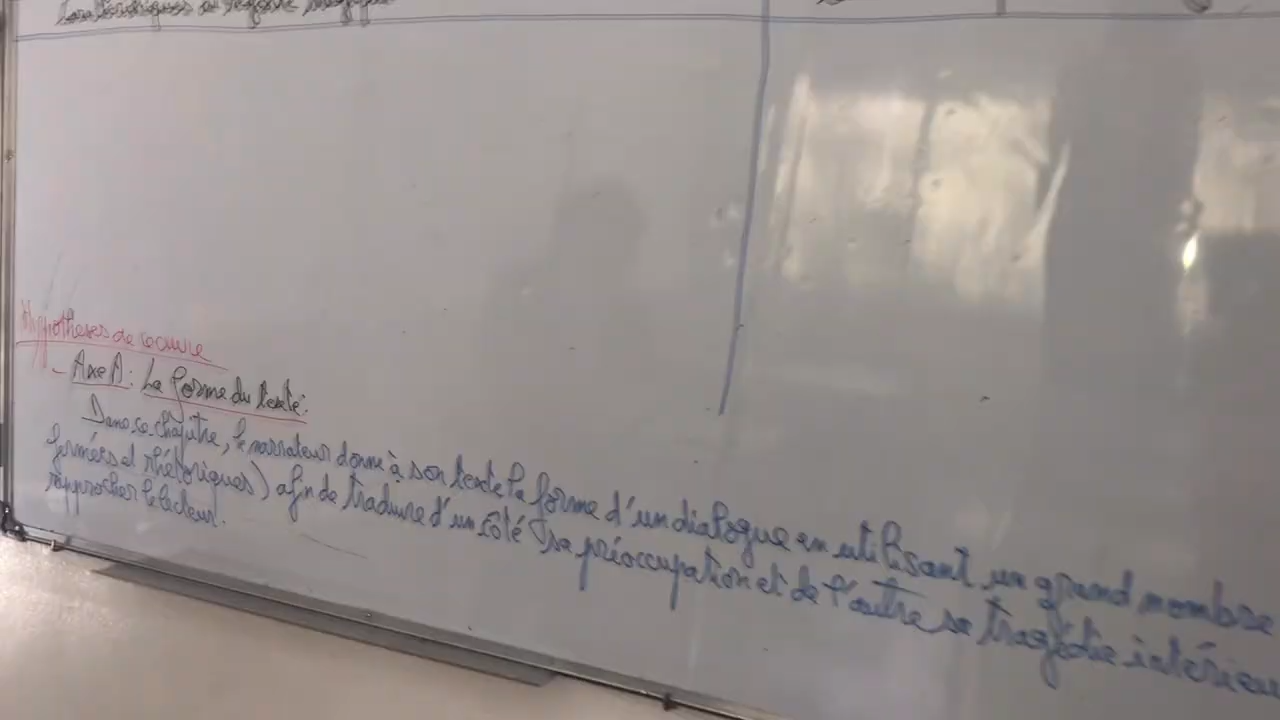 Hypothèses de lecture
- Axe A : La forme du texte :
Dans ce chapitre, le narrateur donne à son texte la forme d'un dialogue en utilisant un grand nombre
fermées et rhétoriques) afin de traduire d'un côté sa préoccupation et de l'autre sa tragédie intérieu
rapprocher le lecteur.